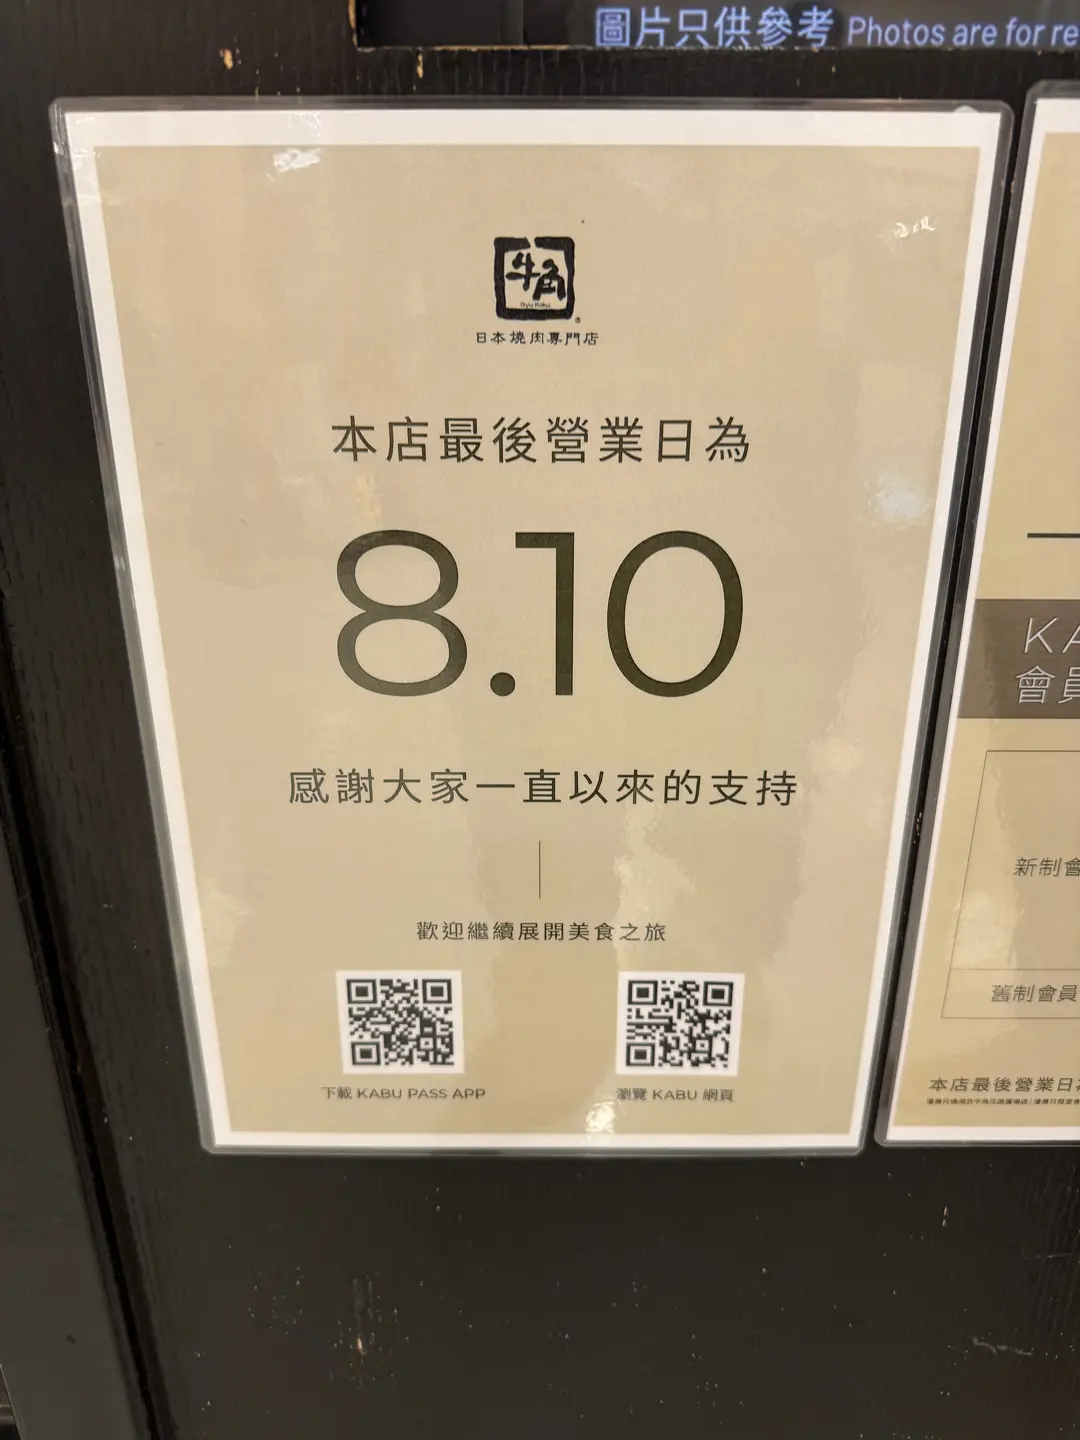 圖片只供參考 Photos are for re
牛角
Gyu-Kaku
日本燒肉專門店
本店最後營業日為
8.10
感謝大家一直以來的支持
歡迎繼續展開美食之旅
下載 KABU PASS APP
瀏覽 KABU 網頁
KA
會員
新制會
舊制會員
本店最後營業日為